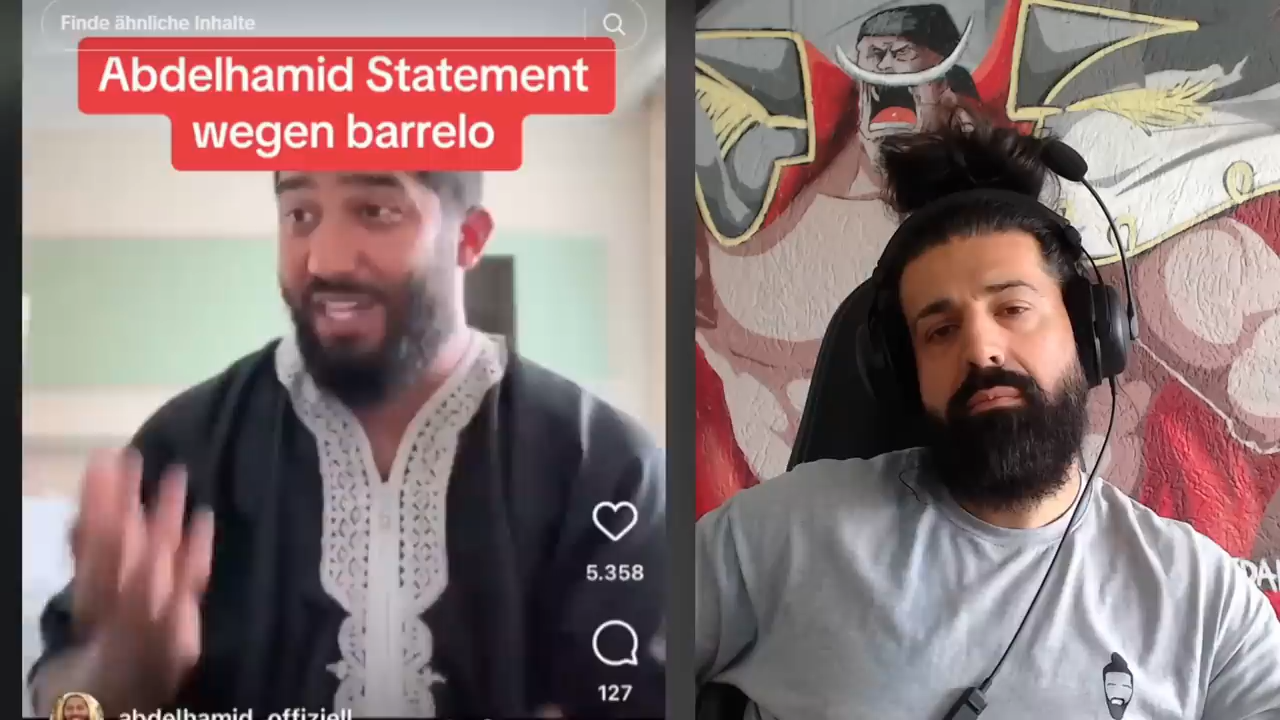 Finde ähnliche Inhalte
Abdelhamid Statement
wegen barrelo
5.358
127
abdelhamid_offiziell